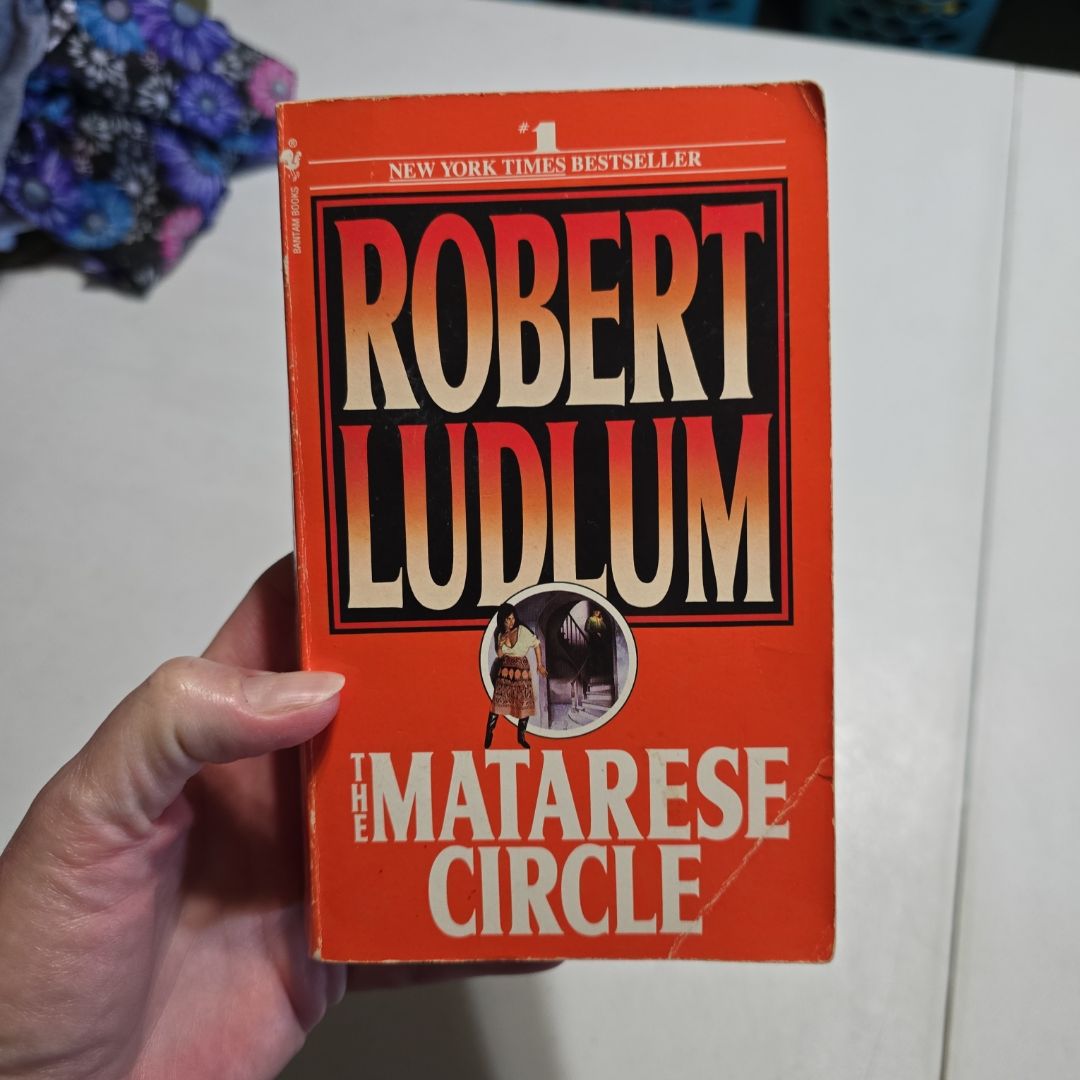 #1
NEW YORK TIMES BESTSELLER
BANTAM BOOKS ®
ROBERT
LUDLUM
THE MATARESE
CIRCLE